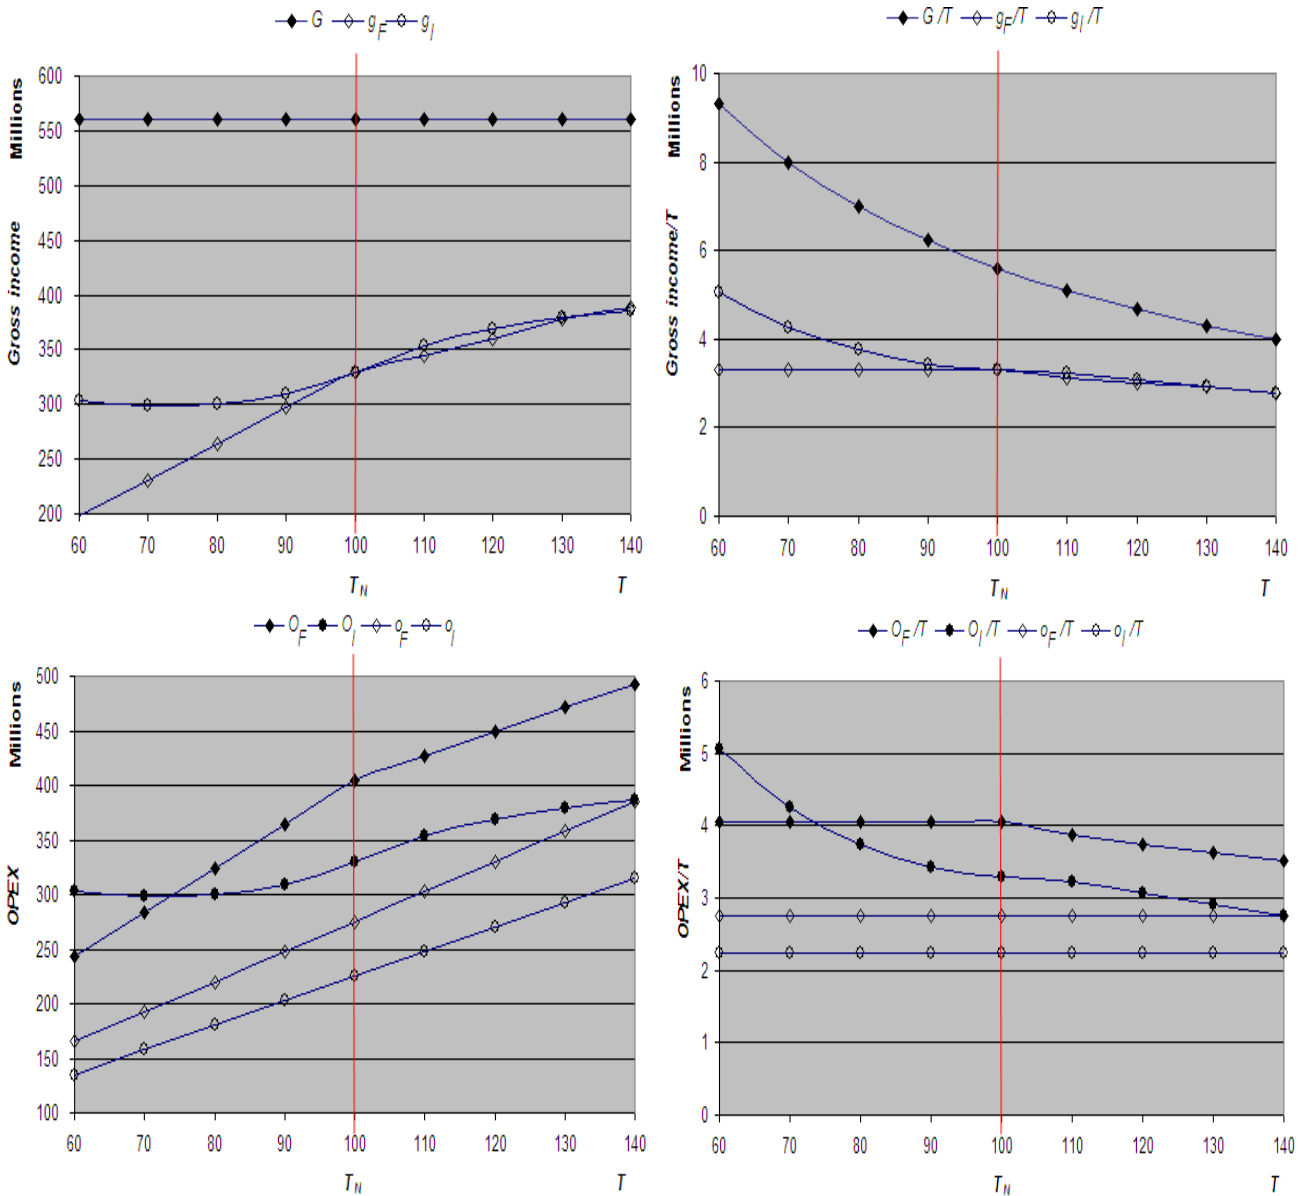 G g_F g_I
Millions
Gross income
600
550
500
450
400
350
300
250
200
60 70 80 90 100 110 120 130 140
T_N T
G/T g_F/T g_I/T
Millions
Gross income/T
10
8
6
4
2
0
60 70 80 90 100 110 120 130 140
T_N T
O_F O_I o_F o_I
Millions
OPEX
500
450
400
350
300
250
200
150
100
60 70 80 90 100 110 120 130 140
T_N T
O_F/T O_I/T o_F/T o_I/T
Millions
OPEX/T
6
5
4
3
2
1
0
60 70 80 90 100 110 120 130 140
T_N T